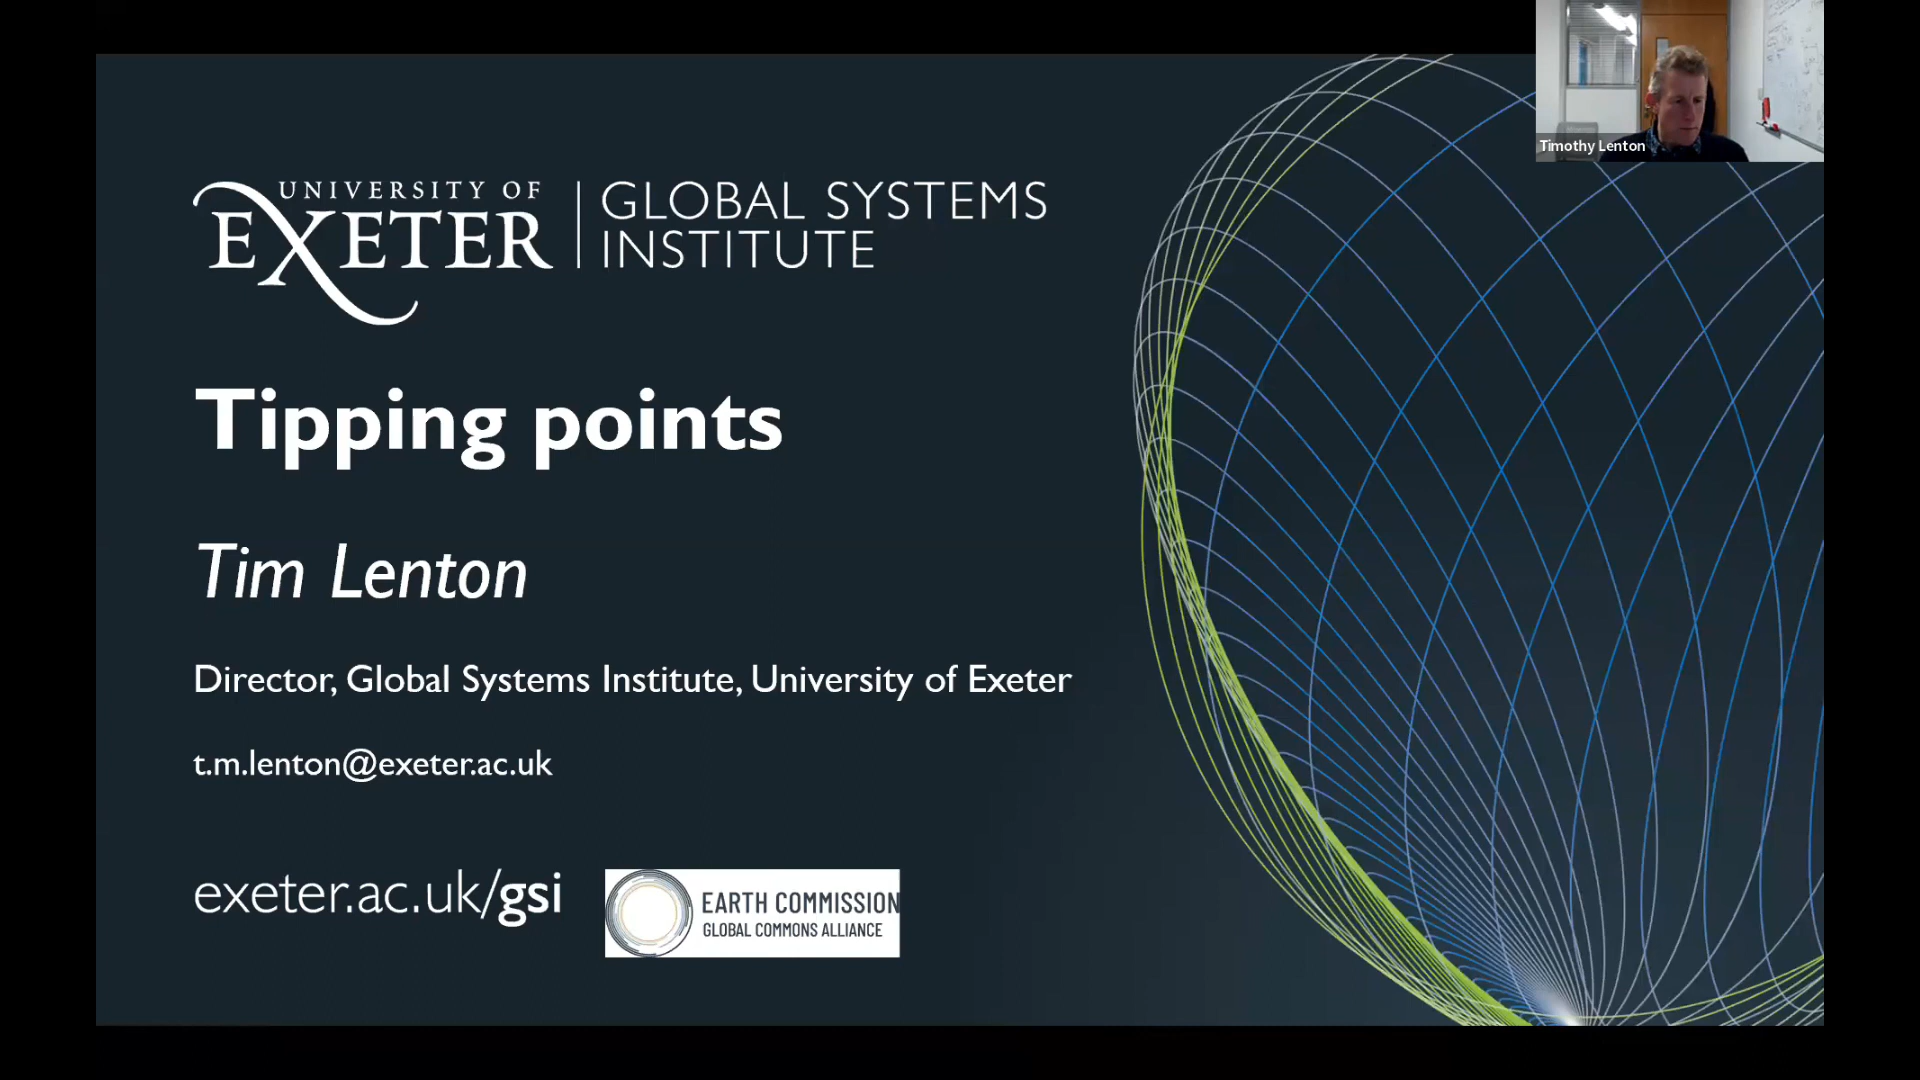 UNIVERSITY OF
EXETER
GLOBAL SYSTEMS
INSTITUTE
Timothy Lenton
Tipping points
Tim Lenton
Director, Global Systems Institute, University of Exeter
t.m.lenton@exeter.ac.uk
exeter.ac.uk/gsi
EARTH COMMISSION
GLOBAL COMMONS ALLIANCE